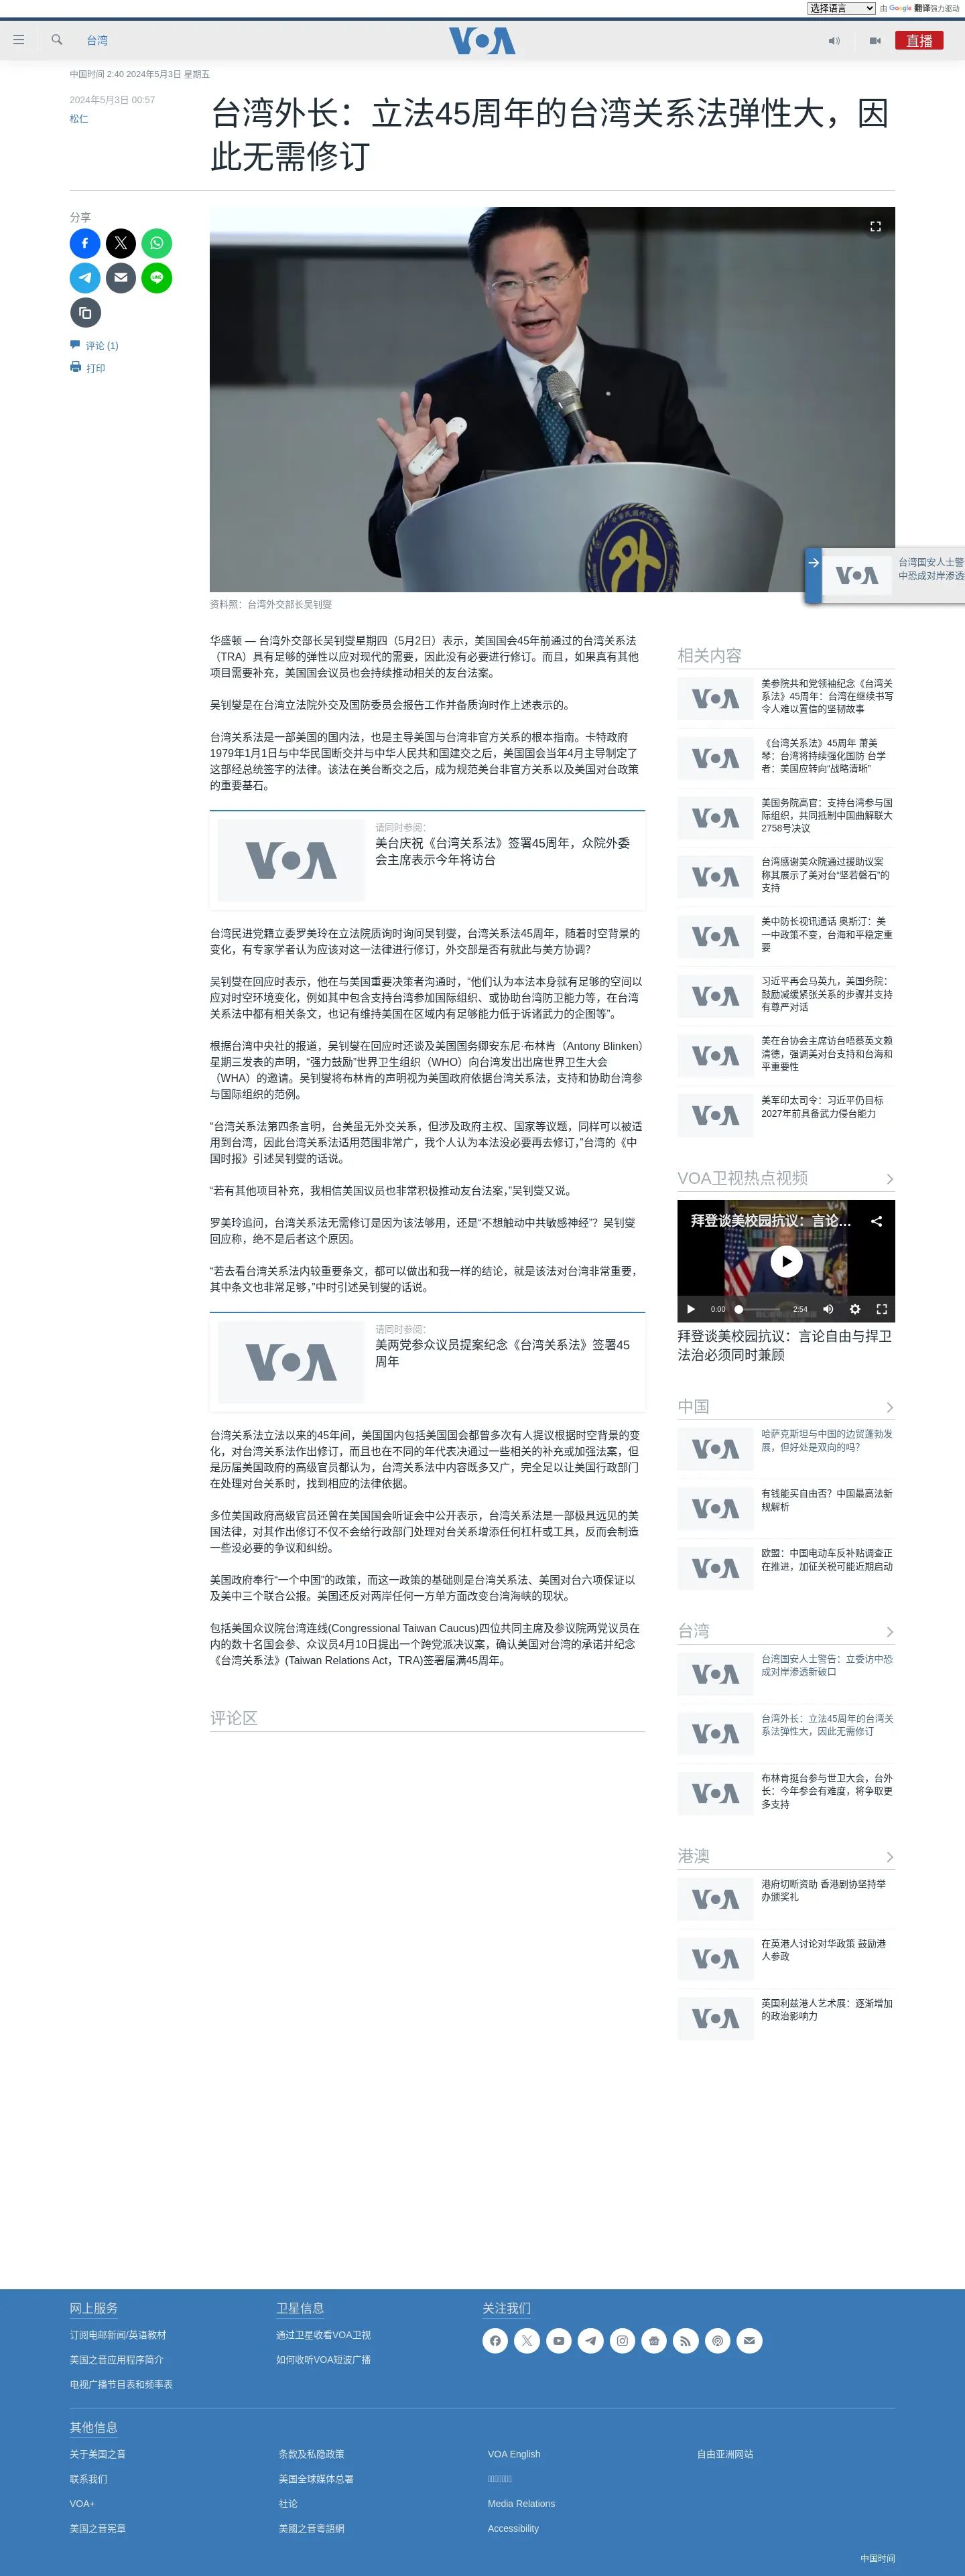 选择语言 由 Google 翻译强力驱动
台湾
VOA
直播
中国时间 2:40 2024年5月3日 星期五
2024年5月3日 00:57
松仁
台湾外长：立法45周年的台湾关系法弹性大，因
此无需修订
分享
LINE
评论 (1)
打印
外
资料照：台湾外交部长吴钊燮
VOA
台湾国安人士警
中恐成对岸渗透
华盛顿 — 台湾外交部长吴钊燮星期四（5月2日）表示，美国国会45年前通过的台湾关系法
（TRA）具有足够的弹性以应对现代的需要，因此没有必要进行修订。而且，如果真有其他
项目需要补充，美国国会议员也会持续推动相关的友台法案。
吴钊燮是在台湾立法院外交及国防委员会报告工作并备质询时作上述表示的。
台湾关系法是一部美国的国内法，也是主导美国与台湾非官方关系的根本指南。卡特政府
1979年1月1日与中华民国断交并与中华人民共和国建交之后，美国国会当年4月主导制定了
这部经总统签字的法律。该法在美台断交之后，成为规范美台非官方关系以及美国对台政策
的重要基石。
VOA
请同时参阅：
美台庆祝《台湾关系法》签署45周年，众院外委
会主席表示今年将访台
台湾民进党籍立委罗美玲在立法院质询时询问吴钊燮，台湾关系法45周年，随着时空背景的
变化，有专家学者认为应该对这一法律进行修订，外交部是否有就此与美方协调？
吴钊燮在回应时表示，他在与美国重要决策者沟通时，“他们认为本法本身就有足够的空间以
应对时空环境变化，例如其中包含支持台湾参加国际组织、或协助台湾防卫能力等，在台湾
关系法中都有相关条文，也记有维持美国在区域内有足够能力低于诉诸武力的企图等”。
根据台湾中央社的报道，吴钊燮在回应时还谈及美国国务卿安东尼·布林肯（Antony Blinken）
星期三发表的声明，“强力鼓励”世界卫生组织（WHO）向台湾发出出席世界卫生大会
（WHA）的邀请。吴钊燮将布林肯的声明视为美国政府依据台湾关系法，支持和协助台湾参
与国际组织的范例。
“台湾关系法第四条言明，台美虽无外交关系，但涉及政府主权、国家等议题，同样可以被适
用到台湾，因此台湾关系法适用范围非常广，我个人认为本法没必要再去修订，”台湾的《中
国时报》引述吴钊燮的话说。
“若有其他项目补充，我相信美国议员也非常积极推动友台法案，”吴钊燮又说。
罗美玲追问，台湾关系法无需修订是因为该法够用，还是“不想触动中共敏感神经”？吴钊燮
回应称，绝不是后者这个原因。
“若去看台湾关系法内较重要条文，都可以做出和我一样的结论，就是该法对台湾非常重要，
其中条文也非常足够，”中时引述吴钊燮的话说。
VOA
请同时参阅：
美两党参众议员提案纪念《台湾关系法》签署45
周年
台湾关系法立法以来的45年间，美国国内包括美国国会都曾多次有人提议根据时空背景的变
化，对台湾关系法作出修订，而且也在不同的年代表决通过一些相关的补充或加强法案，但
是历届美国政府的高级官员都认为，台湾关系法中内容既多又广，完全足以让美国行政部门
在处理对台关系时，找到相应的法律依据。
多位美国政府高级官员还曾在美国国会听证会中公开表示，台湾关系法是一部极具远见的美
国法律，对其作出修订不仅不会给行政部门处理对台关系增添任何杠杆或工具，反而会制造
一些没必要的争议和纠纷。
美国政府奉行“一个中国”的政策，而这一政策的基础则是台湾关系法、美国对台六项保证以
及美中三个联合公报。美国还反对两岸任何一方单方面改变台湾海峡的现状。
包括美国众议院台湾连线(Congressional Taiwan Caucus)四位共同主席及参议院两党议员在
内的数十名国会参、众议员4月10日提出一个跨党派决议案，确认美国对台湾的承诺并纪念
《台湾关系法》(Taiwan Relations Act，TRA)签署届满45周年。
评论区
相关内容
VOA
美参院共和党领袖纪念《台湾关
系法》45周年：台湾在继续书写
令人难以置信的坚韧故事
VOA
《台湾关系法》45周年 萧美
琴：台湾将持续强化国防 台学
者：美国应转向“战略清晰”
VOA
美国务院高官：支持台湾参与国
际组织，共同抵制中国曲解联大
2758号决议
VOA
台湾感谢美众院通过援助议案
称其展示了美对台“坚若磐石”的
支持
VOA
美中防长视讯通话 奥斯汀：美
一中政策不变，台海和平稳定重
要
VOA
习近平再会马英九，美国务院：
鼓励减缓紧张关系的步骤并支持
有尊严对话
VOA
美在台协会主席访台唔蔡英文赖
清德，强调美对台支持和台海和
平重要性
VOA
美军印太司令：习近平仍目标
2027年前具备武力侵台能力
VOA卫视热点视频
拜登谈美校园抗议：言论…
0:00
2:54
拜登谈美校园抗议：言论自由与捍卫
法治必须同时兼顾
中国
VOA
哈萨克斯坦与中国的边贸蓬勃发
展，但好处是双向的吗？
VOA
有钱能买自由否？中国最高法新
规解析
VOA
欧盟：中国电动车反补贴调查正
在推进，加征关税可能近期启动
台湾
VOA
台湾国安人士警告：立委访中恐
成对岸渗透新破口
VOA
台湾外长：立法45周年的台湾关
系法弹性大，因此无需修订
VOA
布林肯挺台参与世卫大会，台外
长：今年参会有难度，将争取更
多支持
港澳
VOA
港府切断资助 香港剧协坚持举
办颁奖礼
VOA
在英港人讨论对华政策 鼓励港
人参政
VOA
英国利兹港人艺术展：逐渐增加
的政治影响力
网上服务
订阅电邮新闻/英语教材
美国之音应用程序简介
电视广播节目表和频率表
卫星信息
通过卫星收看VOA卫视
如何收听VOA短波广播
关注我们
其他信息
关于美国之音
联系我们
VOA+
美国之音宪章
条款及私隐政策
美国全球媒体总署
社论
美國之音粵語網
VOA English
Media Relations
Accessibility
自由亚洲网站
中国时间